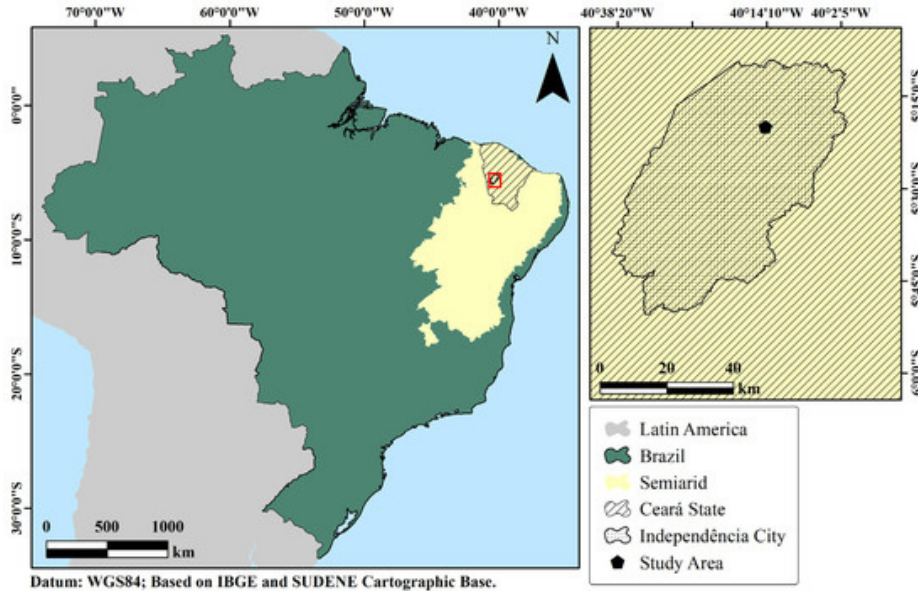 70°0'0"W 60°0'0"W 50°0'0"W 40°0'0"W
N
0°0'0"
10°0'0"S
20°0'0"S
30°0'0"S
0 500 1000
km
Datum: WGS84; Based on IBGE and SUDENE Cartographic Base.
40°38'20"W 40°14'10"W 40°2'5"W
6°0'0"S
0 20 40
km
Latin America
Brazil
Semiarid
Ceará State
Independência City
Study Area